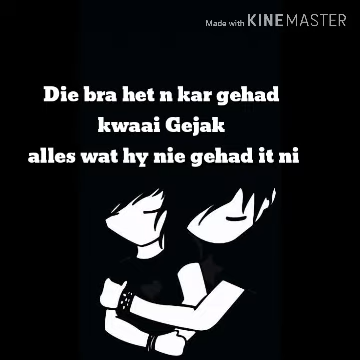 Made with KINEMASTER
Die bra het n kar gehad
kwaai Gejak
alles wat hy nie gehad it ni